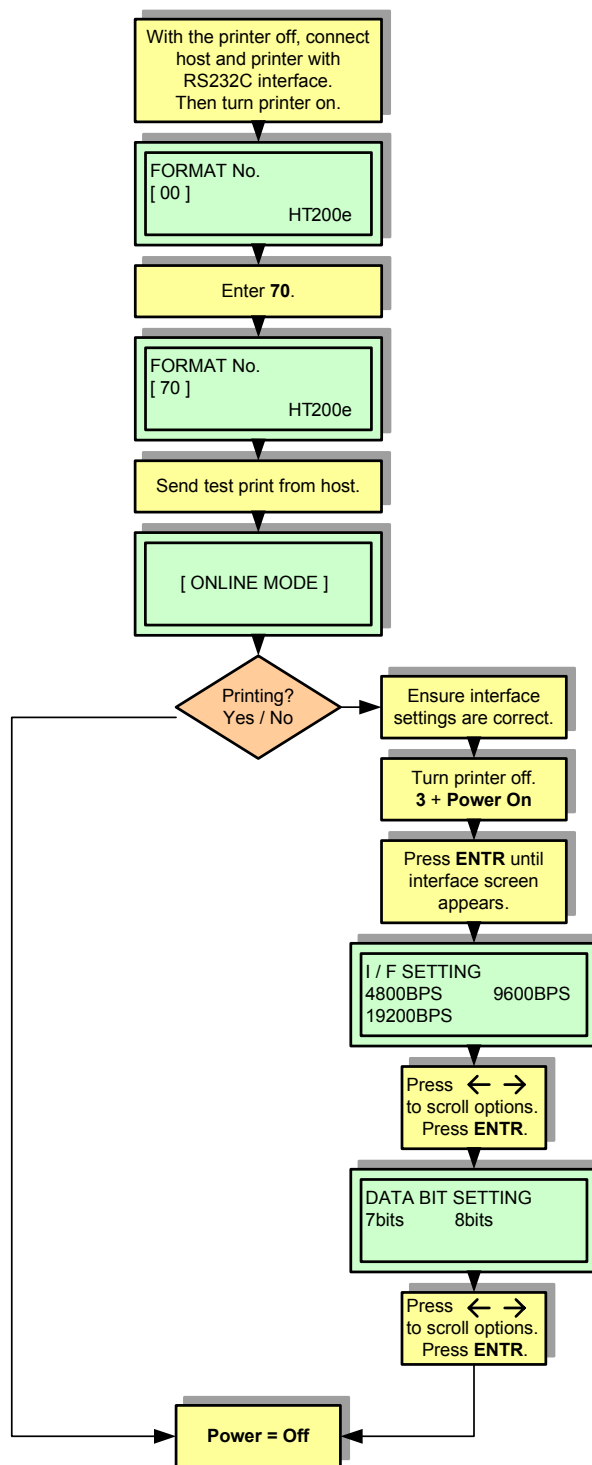 With the printer off, connect
host and printer with
RS232C interface.
Then turn printer on.
FORMAT No.
[ 00 ]
HT200e
Enter 70.
FORMAT No.
[ 70 ]
HT200e
Send test print from host.
[ ONLINE MODE ]
Printing?
Yes / No
Ensure interface
settings are correct.
Turn printer off.
3 + Power On
Press ENTR until
interface screen
appears.
I / F SETTING
4800BPS 9600BPS
19200BPS
Press ← →
to scroll options.
Press ENTR.
DATA BIT SETTING
7bits 8bits
Press ← →
to scroll options.
Press ENTR.
Power = Off